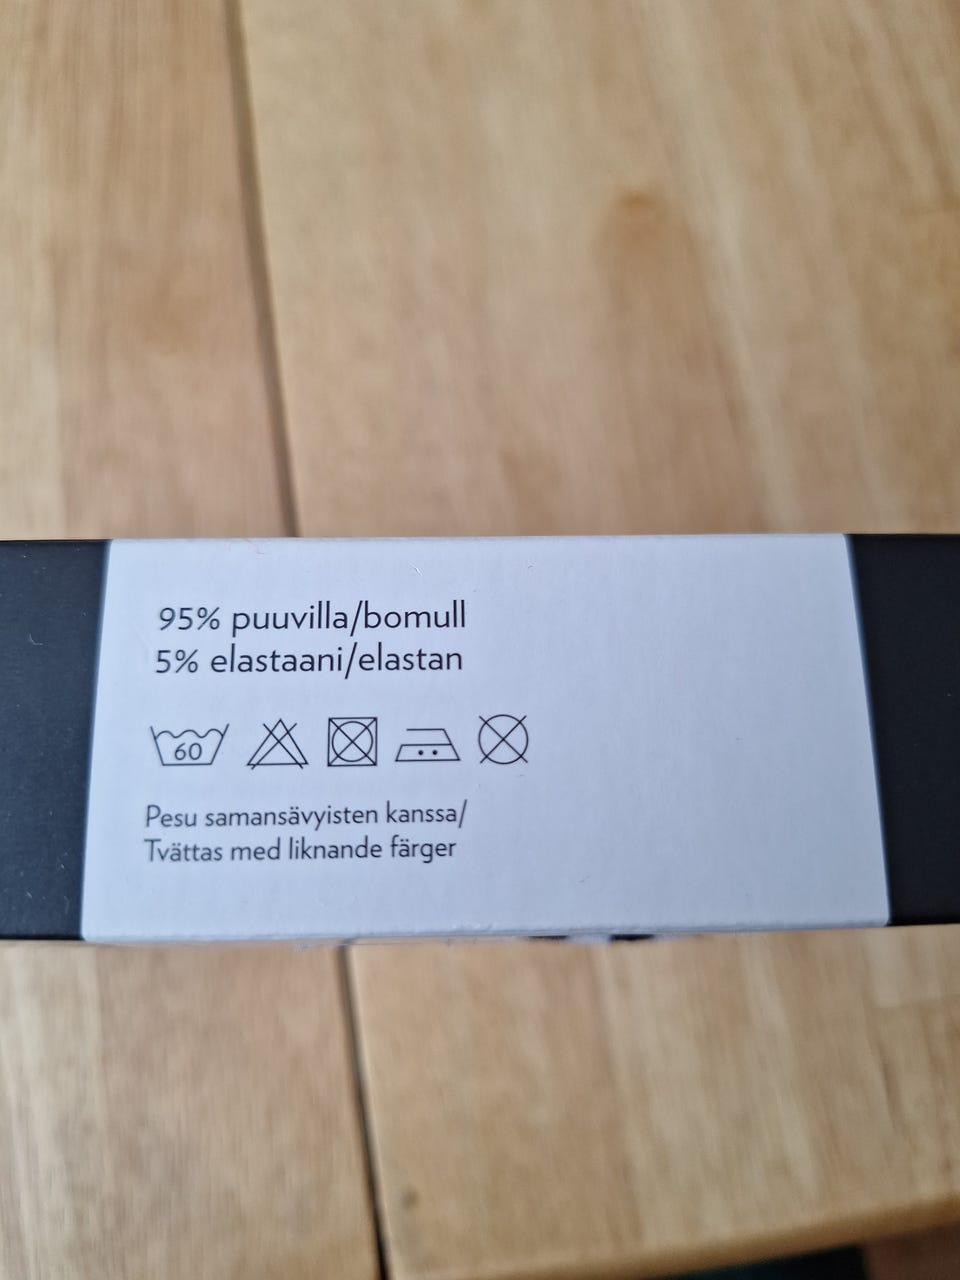 95% puuvilla/bomull
5% elastaani/elastan
60
Pesu samansävyisten kanssa/
Tvättas med liknande färger